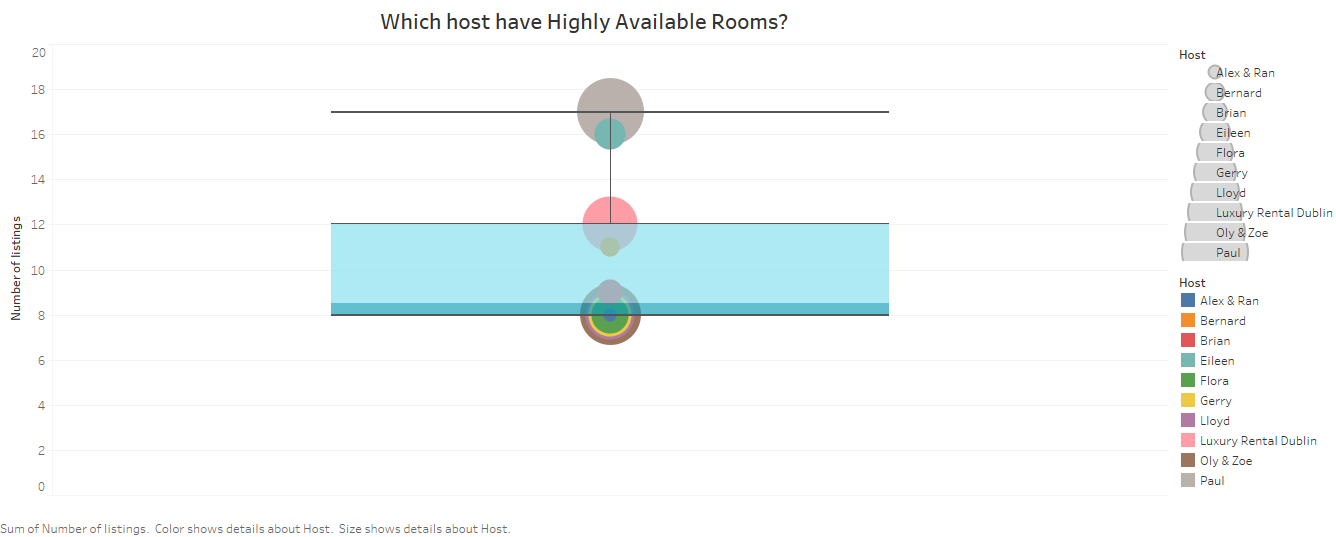 Which host have Highly Available Rooms?
20
18
16
14
12
10
8
6
4
2
0
Number of listings
Host
Alex & Ran
Bernard
Brian
Eileen
Flora
Gerry
Lloyd
Luxury Rental Dublin
Oly & Zoe
Paul
Host
Alex & Ran
Bernard
Brian
Eileen
Flora
Gerry
Lloyd
Luxury Rental Dublin
Oly & Zoe
Paul
Sum of Number of listings. Color shows details about Host. Size shows details about Host.